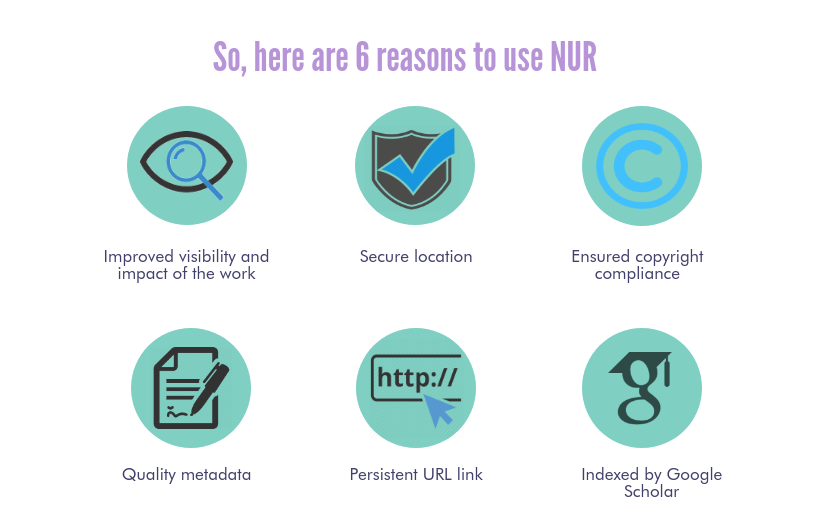 So, here are 6 reasons to use NUR
Improved visibility and
impact of the work
Secure location
Ensured copyright
compliance
http://
Quality metadata
Persistent URL link
Indexed by Google
Scholar